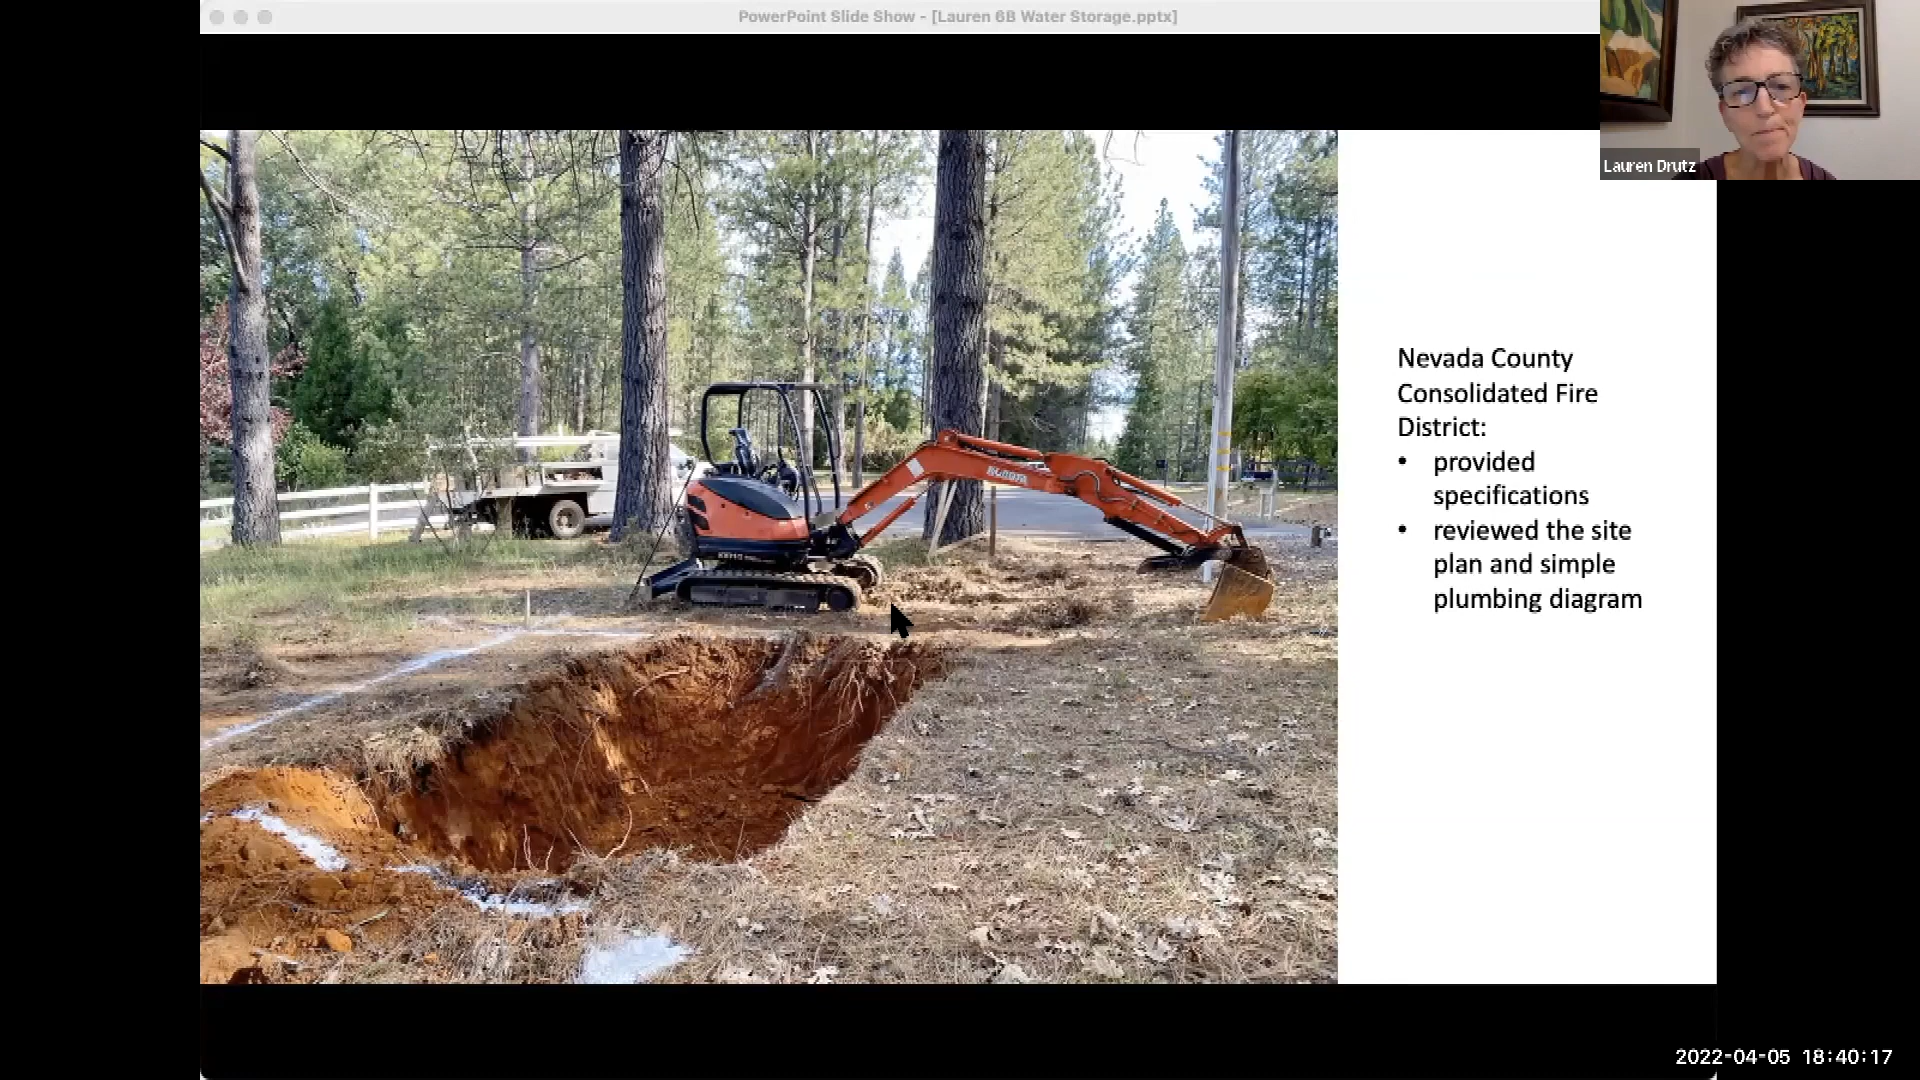 PowerPoint Slide Show - [Lauren 6B Water Storage.pptx]
Lauren Drutz
KUBOTA
Nevada County
Consolidated Fire
District:
• provided
specifications
• reviewed the site
plan and simple
plumbing diagram
2022-04-05 18:40:17